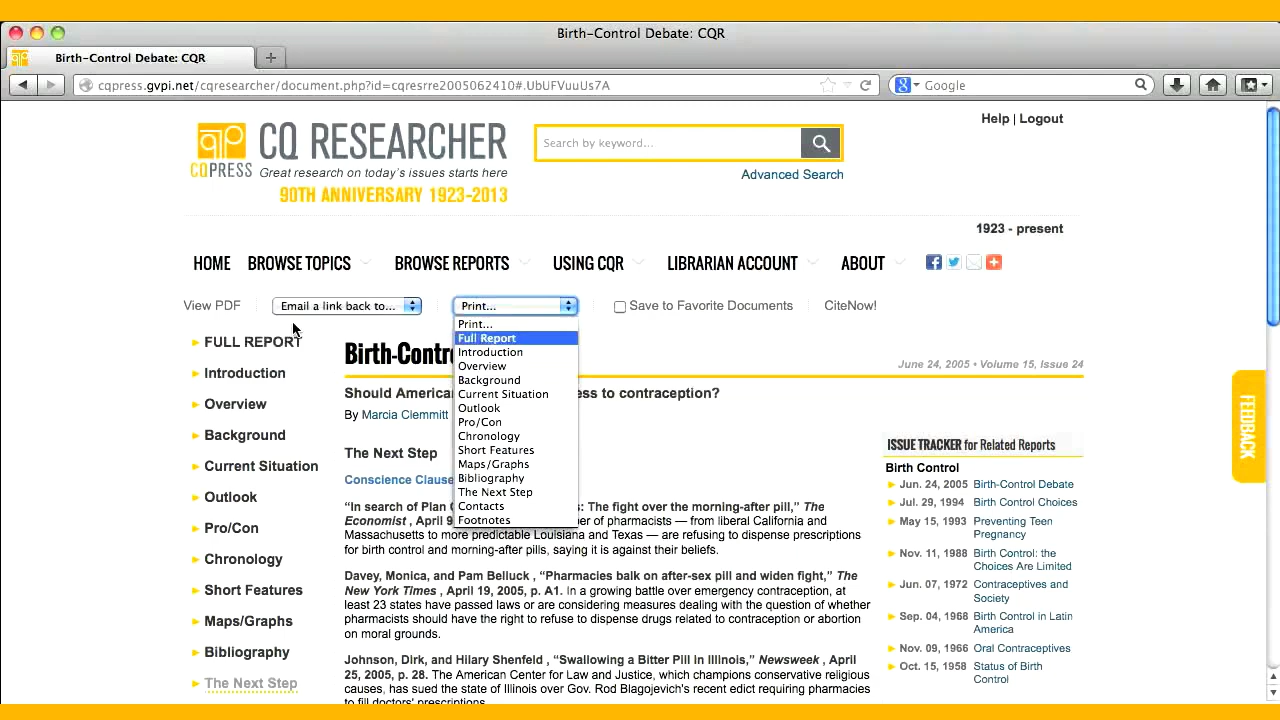 Birth-Control Debate: CQR
Birth-Control Debate: CQR
cqpress.gvpi.net/cqresearcher/document.php?id=cqresrre2005062410#.UbUFVuuUs7A
Google
Help | Logout
CQPRESS
CQ RESEARCHER
Great research on today's issues starts here
90TH ANNIVERSARY 1923-2013
Search by keyword...
Advanced Search
1923 - present
HOME BROWSE TOPICS BROWSE REPORTS USING CQR LIBRARIAN ACCOUNT ABOUT
View PDF Email a link back to... Print... Save to Favorite Documents CiteNow!
FULL REPORT
Introduction
Overview
Background
Current Situation
Outlook
Pro/Con
Chronology
Short Features
Maps/Graphs
Bibliography
The Next Step
Print...
Full Report
Introduction
Overview
Background
Current Situation
Outlook
Pro/Con
Chronology
Short Features
Maps/Graphs
Bibliography
The Next Step
Contacts
Footnotes
Birth-Contr
June 24, 2005 • Volume 15, Issue 24
Should America ess to contraception?
By Marcia Clemmitt
The Next Step
Conscience Clause
"In search of Plan : The fight over the morning-after pill," The
Economist , April 9 er of pharmacists — from liberal California and
Massachusetts to more predictable Louisiana and Texas — are refusing to dispense prescriptions
for birth control and morning-after pills, saying it is against their beliefs.
Davey, Monica, and Pam Belluck , "Pharmacies balk on after-sex pill and widen fight," The
New York Times , April 19, 2005, p. A1. In a growing battle over emergency contraception, at
least 23 states have passed laws or are considering measures dealing with the question of whether
pharmacists should have the right to refuse to dispense drugs related to contraception or abortion
on moral grounds.
Johnson, Dirk, and Hilary Shenfeld , "Swallowing a Bitter Pill in Illinois," Newsweek , April
25, 2005, p. 28. The American Center for Law and Justice, which champions conservative religious
causes, has sued the state of Illinois over Gov. Rod Blagojevich's recent edict requiring pharmacies
to fill doctors' prescriptions.
ISSUE TRACKER for Related Reports
Birth Control
Jun. 24, 2005 Birth-Control Debate
Jul. 29, 1994 Birth Control Choices
May 15, 1993 Preventing Teen
Pregnancy
Nov. 11, 1988 Birth Control: the
Choices Are Limited
Jun. 07, 1972 Contraceptives and
Society
Sep. 04, 1968 Birth Control in Latin
America
Nov. 09, 1966 Oral Contraceptives
Oct. 15, 1958 Status of Birth
Control
FEEDBACK